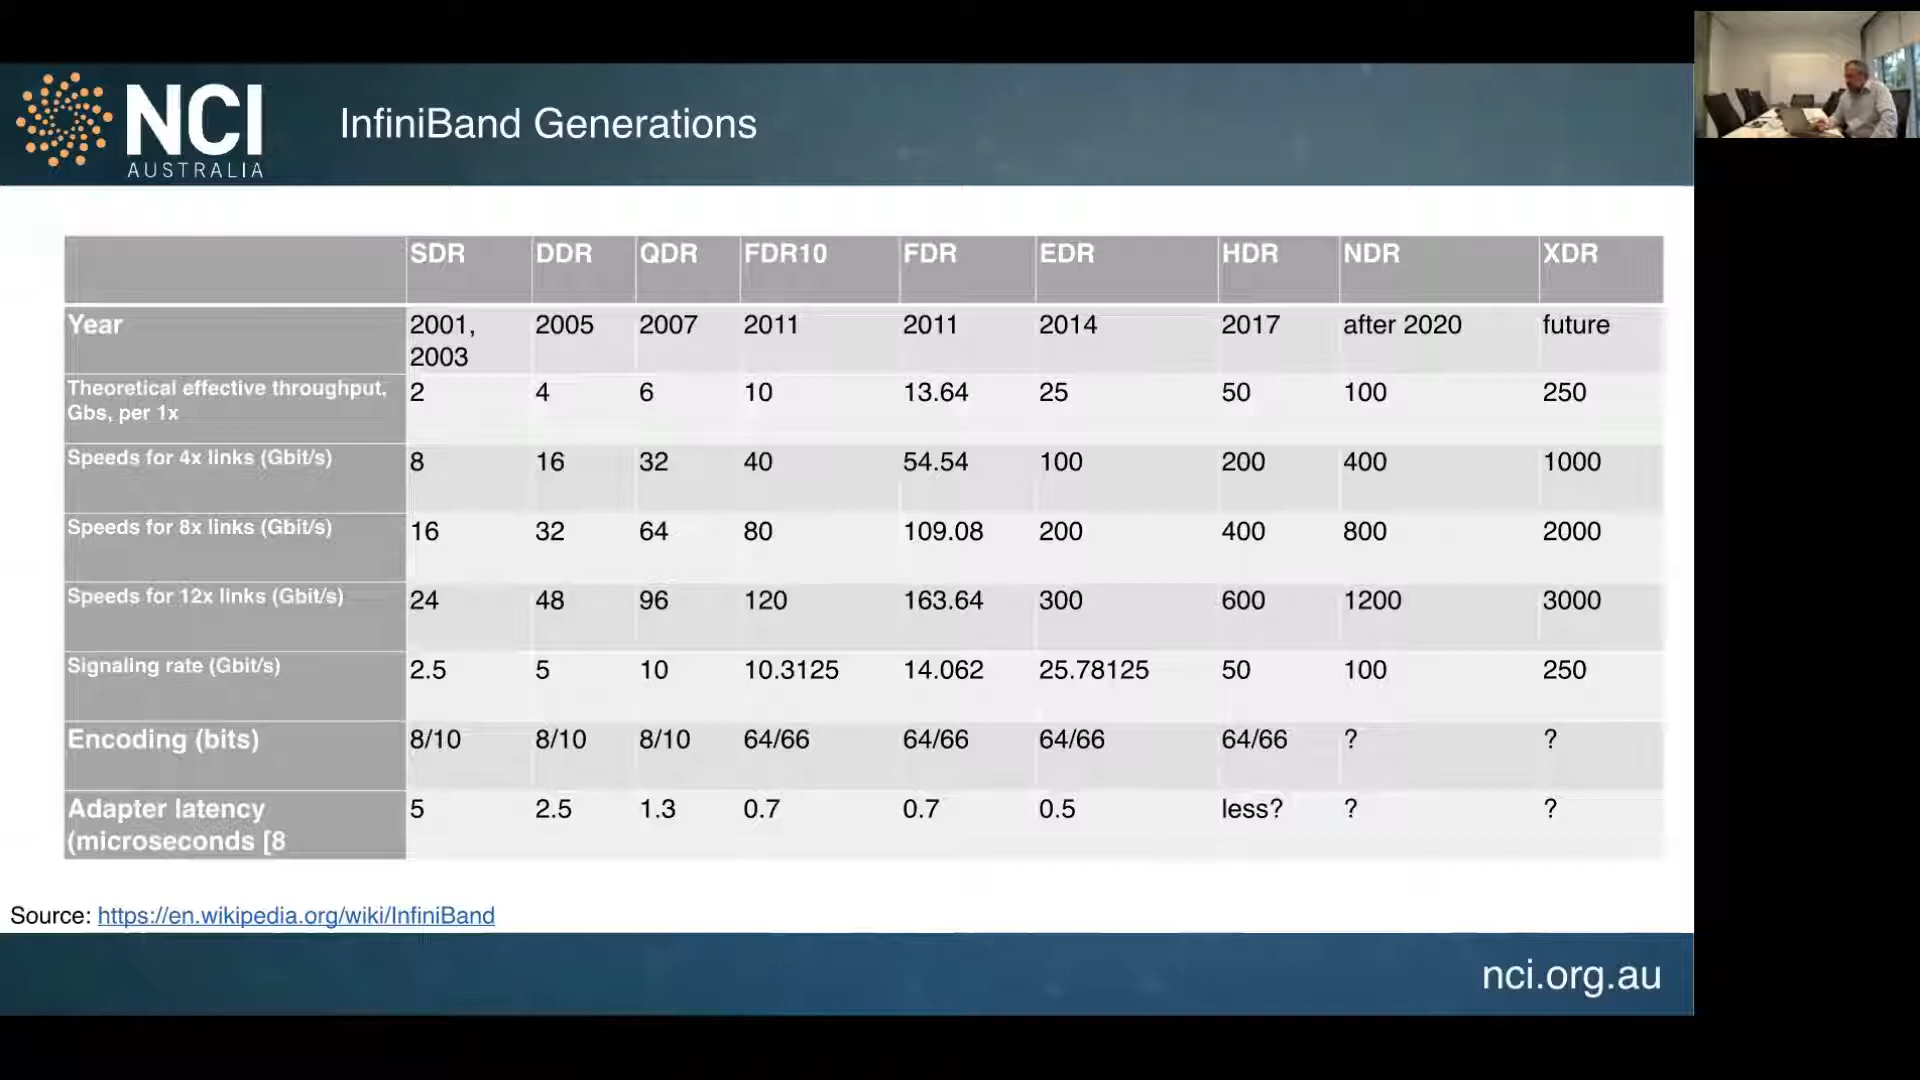 NCI
AUSTRALIA
InfiniBand Generations
SDR DDR QDR FDR10 FDR EDR HDR NDR XDR
Year 2001, 2005 2007 2011 2011 2014 2017 after 2020 future
2003
Theoretical effective throughput, 2 4 6 10 13.64 25 50 100 250
Gbs, per 1x
Speeds for 4x links (Gbit/s) 8 16 32 40 54.54 100 200 400 1000
Speeds for 8x links (Gbit/s) 16 32 64 80 109.08 200 400 800 2000
Speeds for 12x links (Gbit/s) 24 48 96 120 163.64 300 600 1200 3000
Signaling rate (Gbit/s) 2.5 5 10 10.3125 14.062 25.78125 50 100 250
Encoding (bits) 8/10 8/10 8/10 64/66 64/66 64/66 64/66 ? ?
Adapter latency 5 2.5 1.3 0.7 0.7 0.5 less? ? ?
(microseconds [8
Source: https://en.wikipedia.org/wiki/InfiniBand
nci.org.au